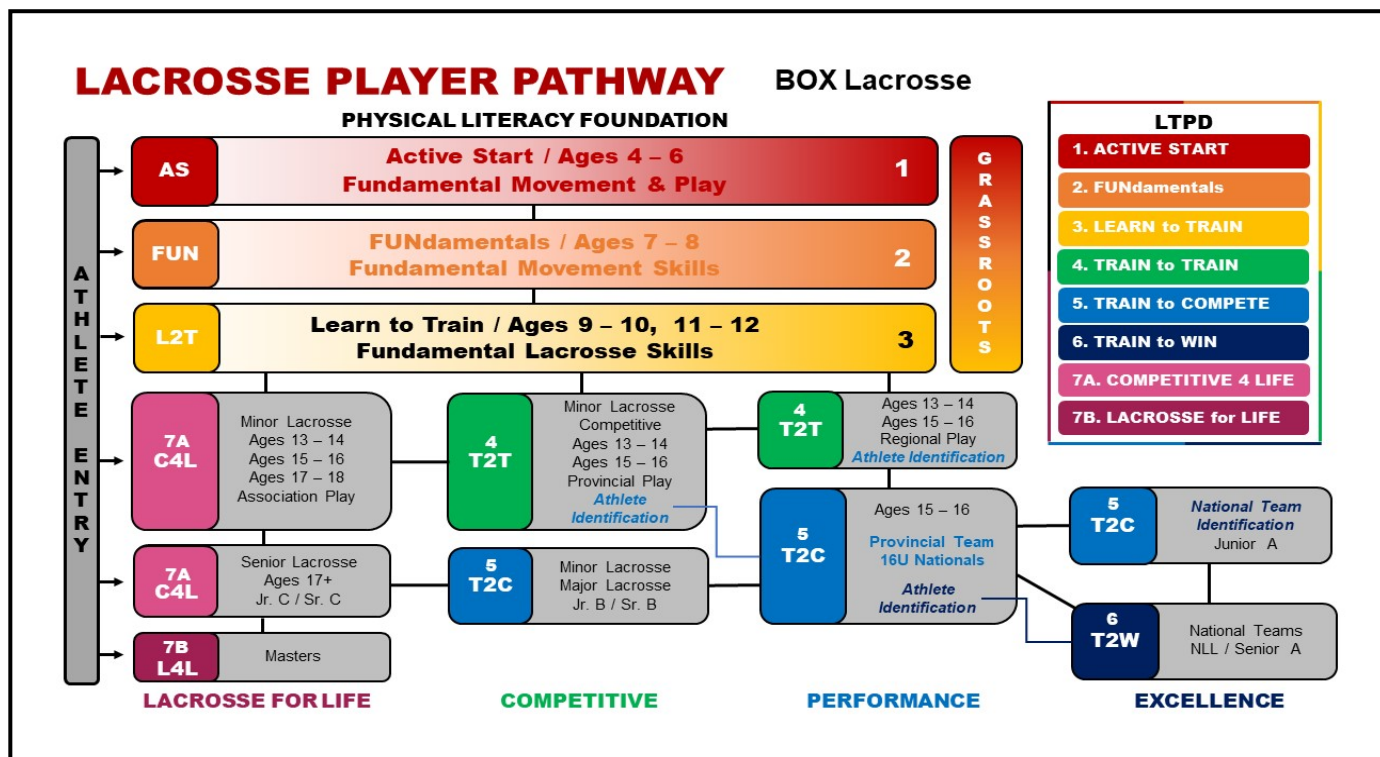 LACROSSE PLAYER PATHWAY
BOX Lacrosse
PHYSICAL LITERACY FOUNDATION
ATHLETE ENTRY
AS
Active Start / Ages 4 – 6
Fundamental Movement & Play
1
FUN
FUNdamentals / Ages 7 – 8
Fundamental Movement Skills
2
L2T
Learn to Train / Ages 9 – 10, 11 – 12
Fundamental Lacrosse Skills
3
GRASSROOTS
LTPD
1. ACTIVE START
2. FUNdamentals
3. LEARN to TRAIN
4. TRAIN to TRAIN
5. TRAIN to COMPETE
6. TRAIN to WIN
7A. COMPETITIVE 4 LIFE
7B. LACROSSE for LIFE
7A
C4L
Minor Lacrosse
Ages 13 – 14
Ages 15 – 16
Ages 17 – 18
Association Play
4
T2T
Minor Lacrosse
Competitive
Ages 13 – 14
Ages 15 – 16
Provincial Play
Athlete
Identification
4
T2T
Ages 13 – 14
Ages 15 – 16
Regional Play
Athlete Identification
7A
C4L
Senior Lacrosse
Ages 17+
Jr. C / Sr. C
5
T2C
Minor Lacrosse
Major Lacrosse
Jr. B / Sr. B
5
T2C
Ages 15 – 16
Provincial Team
16U Nationals
Athlete
Identification
5
T2C
National Team
Identification
Junior A
6
T2W
National Teams
NLL / Senior A
7B
L4L
Masters
LACROSSE FOR LIFE
COMPETITIVE
PERFORMANCE
EXCELLENCE